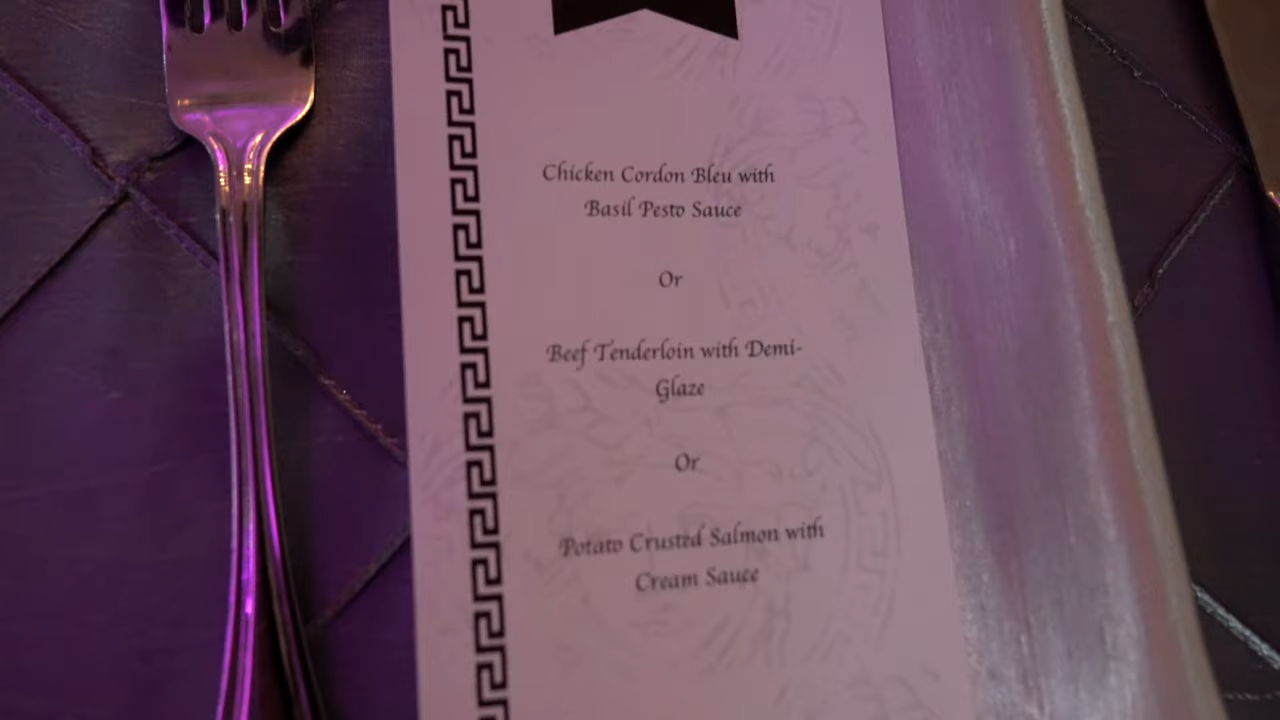 Chicken Cordon Bleu with
Basil Pesto Sauce
Or
Beef Tenderloin with Demi-
Glaze
Or
Potato Crusted Salmon with
Cream Sauce